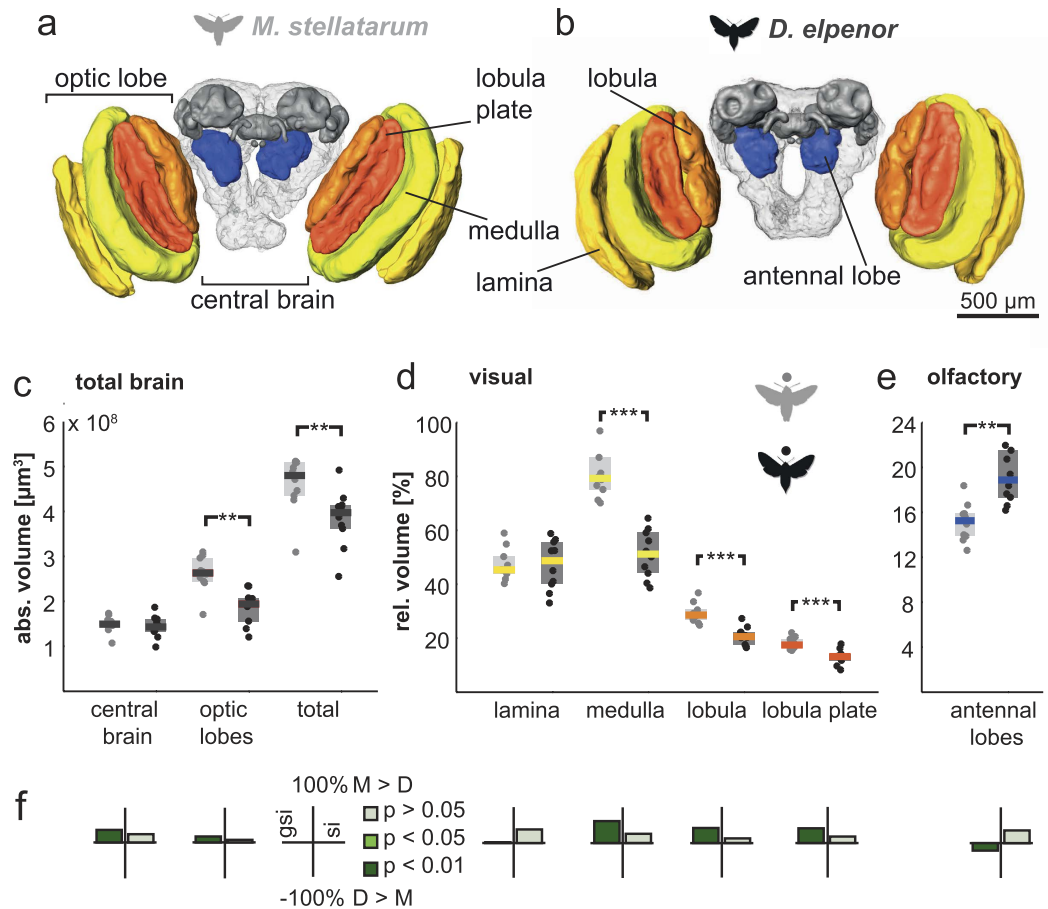 a
M. stellatarum
b
D. elpenor
optic lobe
lobula
plate
lobula
medulla
lamina
central brain
antennal lobe
500 µm
c
total brain
d
visual
e
olfactory
x 10⁸
abs. volume [µm³]
6
5
4
3
2
1
**
**
central
brain
optic
lobes
total
rel. volume [%]
100
80
60
40
20
***
***
***
lamina
medulla
lobula
lobula plate
24
20
16
12
8
4
**
antennal
lobes
f
100% M > D
gsi
si
p > 0.05
p < 0.05
p < 0.01
-100% D > M